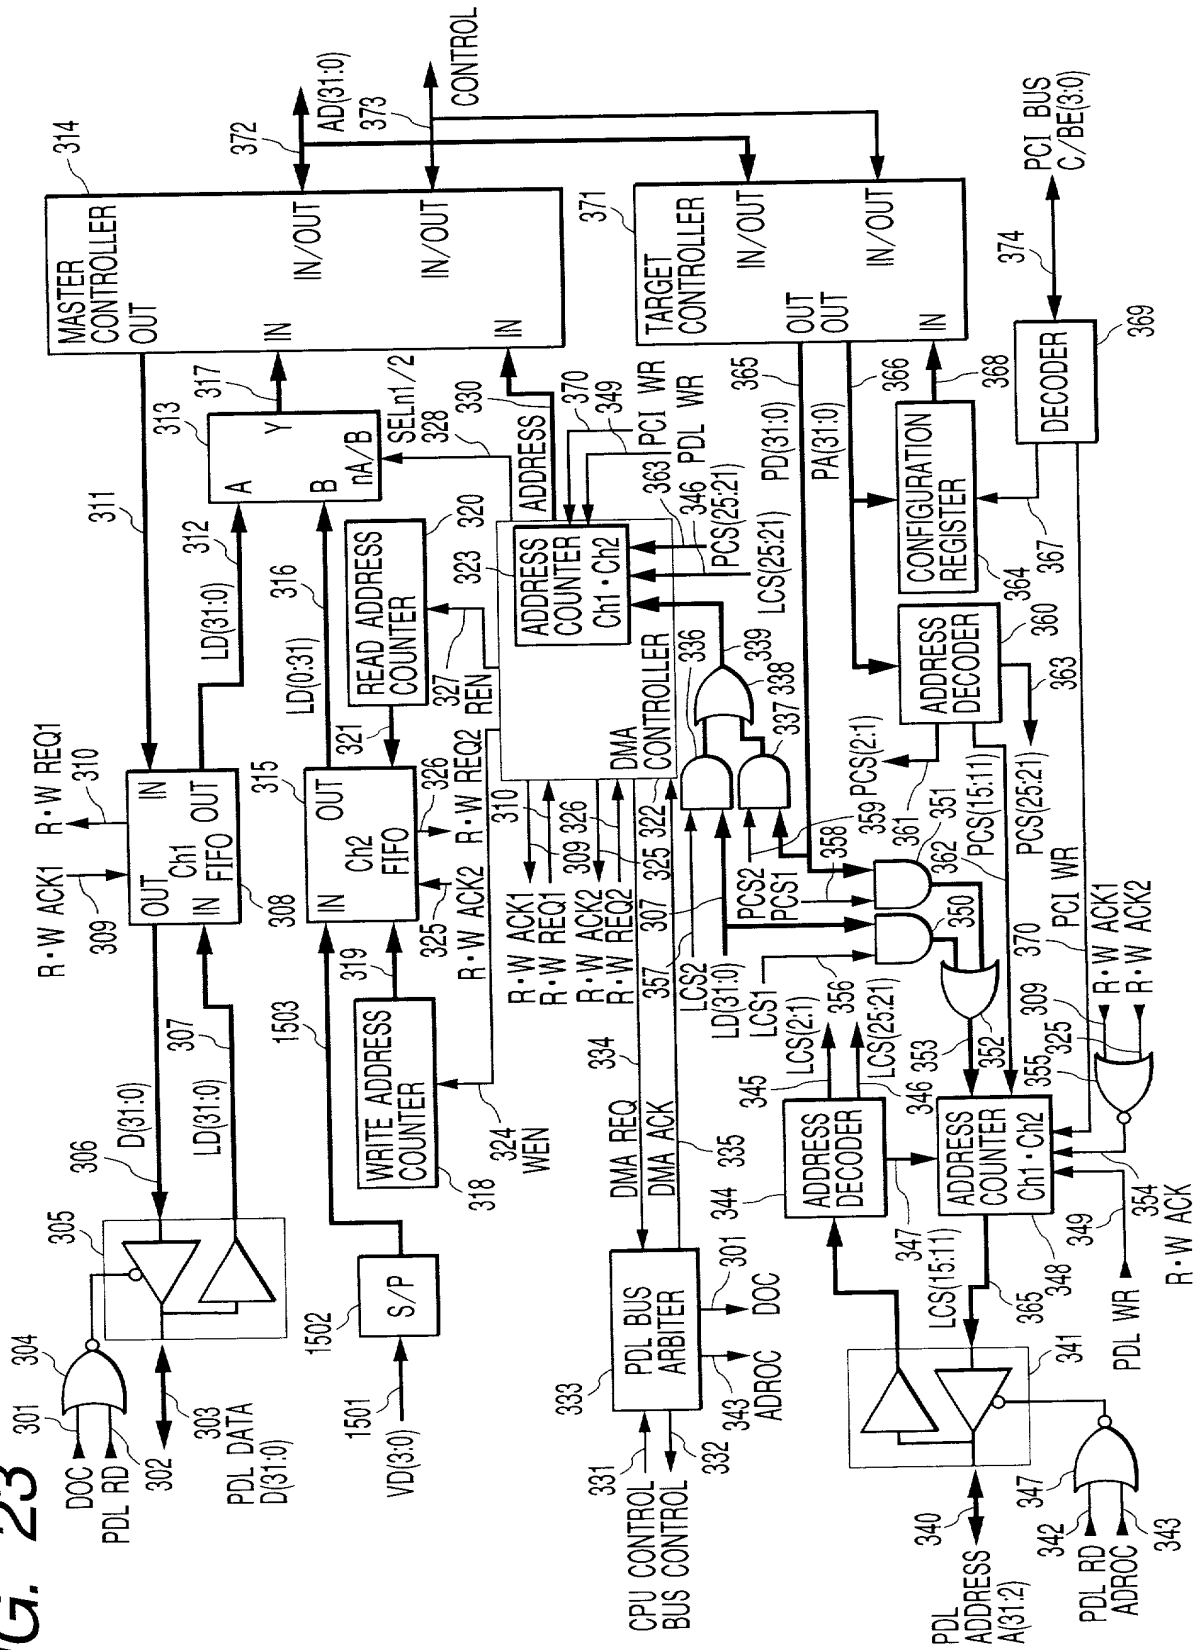 G. 23
R·W ACK1
R·W REQ1
309
310
311
MASTER
CONTROLLER
OUT
IN
IN/OUT
IN/OUT
IN
314
372
AD(31:0)
373
CONTROL
DOC
PDL RD
301
302
304
303
PDL DATA
D(31:0)
305
306
D(31:0)
LD(31:0)
307
OUT
IN
Ch1
FIFO
IN
OUT
308
LD(31:0)
312
313
A
Y
B
nA/B
317
SELn1/2
328
ADDRESS
330
1501
VD(3:0)
1502
S/P
1503
WRITE ADDRESS
COUNTER
318
319
IN
OUT
Ch2
FIFO
315
LD(0:31)
316
READ ADDRESS
COUNTER
320
321
325
R·W ACK2
326
R·W REQ2
324
WEN
327
REN
323
ADDRESS
COUNTER
Ch1·Ch2
370
349
PCI WR
PDL WR
363
346
PCS(25:21)
LCS(25:21)
DMA
CONTROLLER
322
R·W ACK1
R·W REQ1
R·W ACK2
R·W REQ2
310
309
326
325
331
CPU CONTROL
BUS CONTROL
332
333
PDL BUS
ARBITER
DMA REQ
DMA ACK
334
335
301
DOC
343
ADROC
LCS2
LD(31:0)
LCS1
357
307
PCS2
PCS1
358
359
336
337
338
339
356
350
351
352
353
TARGET
CONTROLLER
OUT
OUT
IN
IN/OUT
IN/OUT
371
365
PD(31:0)
PA(31:0)
366
368
CONFIGURATION
REGISTER
364
367
DECODER
369
374
PCI BUS
C/BE(3:0)
ADDRESS
DECODER
360
PCS(2:1)
361
362
PCS(15:11)
PCS(25:21)
363
PCI WR
370
R·W ACK1
R·W ACK2
309
325
355
344
ADDRESS
DECODER
345
LCS(2:1)
346
LCS(25:21)
347
ADDRESS
COUNTER
Ch1·Ch2
348
349
354
PDL WR
R·W ACK
LCS(15:11)
365
341
340
PDL
ADDRESS
A(31:2)
347
342
PDL RD
ADROC
343